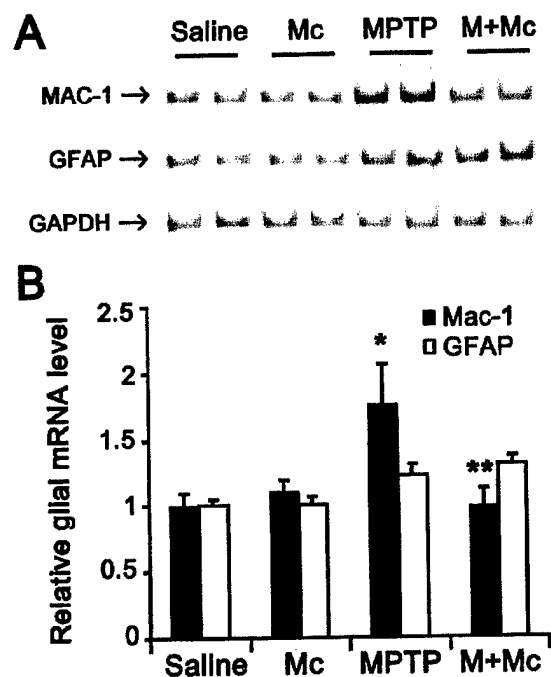 A
Saline Mc MPTP M+Mc
MAC-1 →
GFAP →
GAPDH →
B
Relative glial mRNA level
2.5
2
1.5
1
0.5
0
Mac-1
GFAP
*
**
Saline Mc MPTP M+Mc